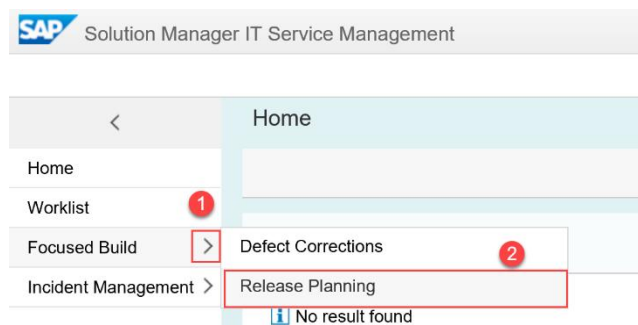 SAP Solution Manager IT Service Management
< Home
Home
Worklist 1
Focused Build > Defect Corrections 2
Incident Management > Release Planning
i No result found